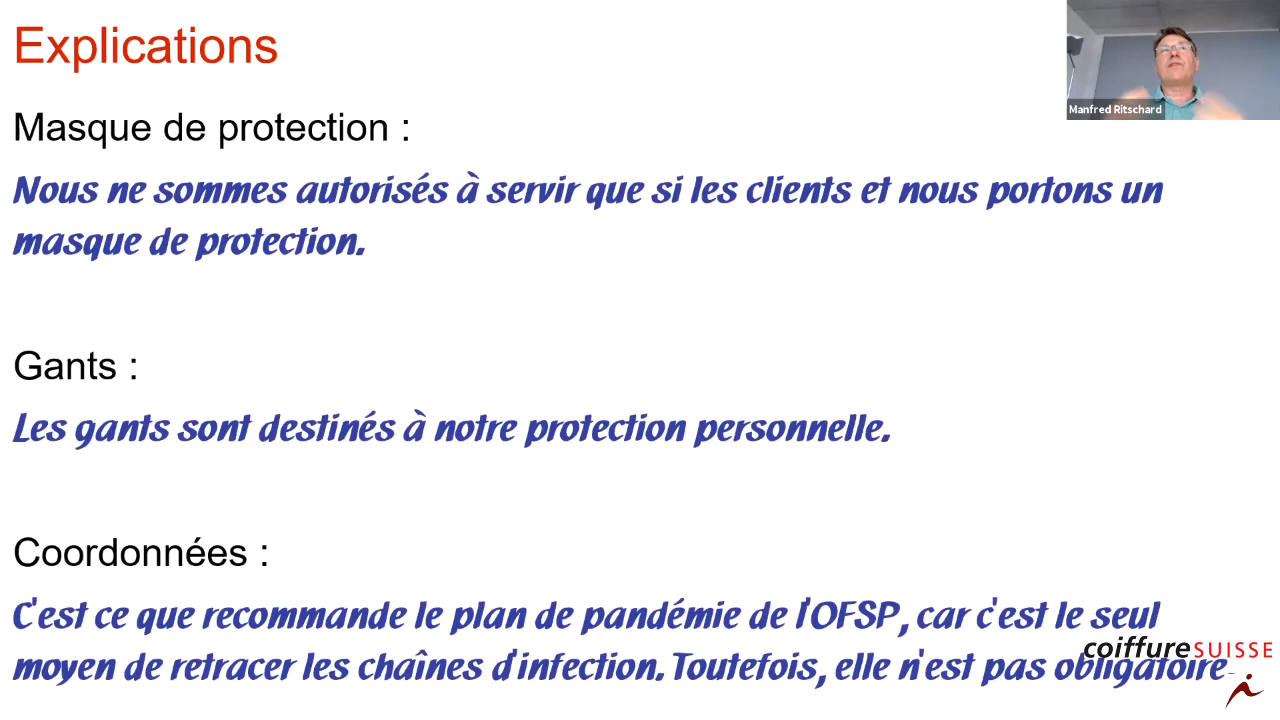 Explications
Manfred Ritschard
Masque de protection :
Nous ne sommes autorisés à servir que si les clients et nous portons un
masque de protection.
Gants :
Les gants sont destinés à notre protection personnelle.
Coordonnées :
C'est ce que recommande le plan de pandémie de l'OFSP, car c'est le seul
moyen de retracer les chaînes d'infection. Toutefois, elle n'est pas obligatoire
coiffureSUISSE